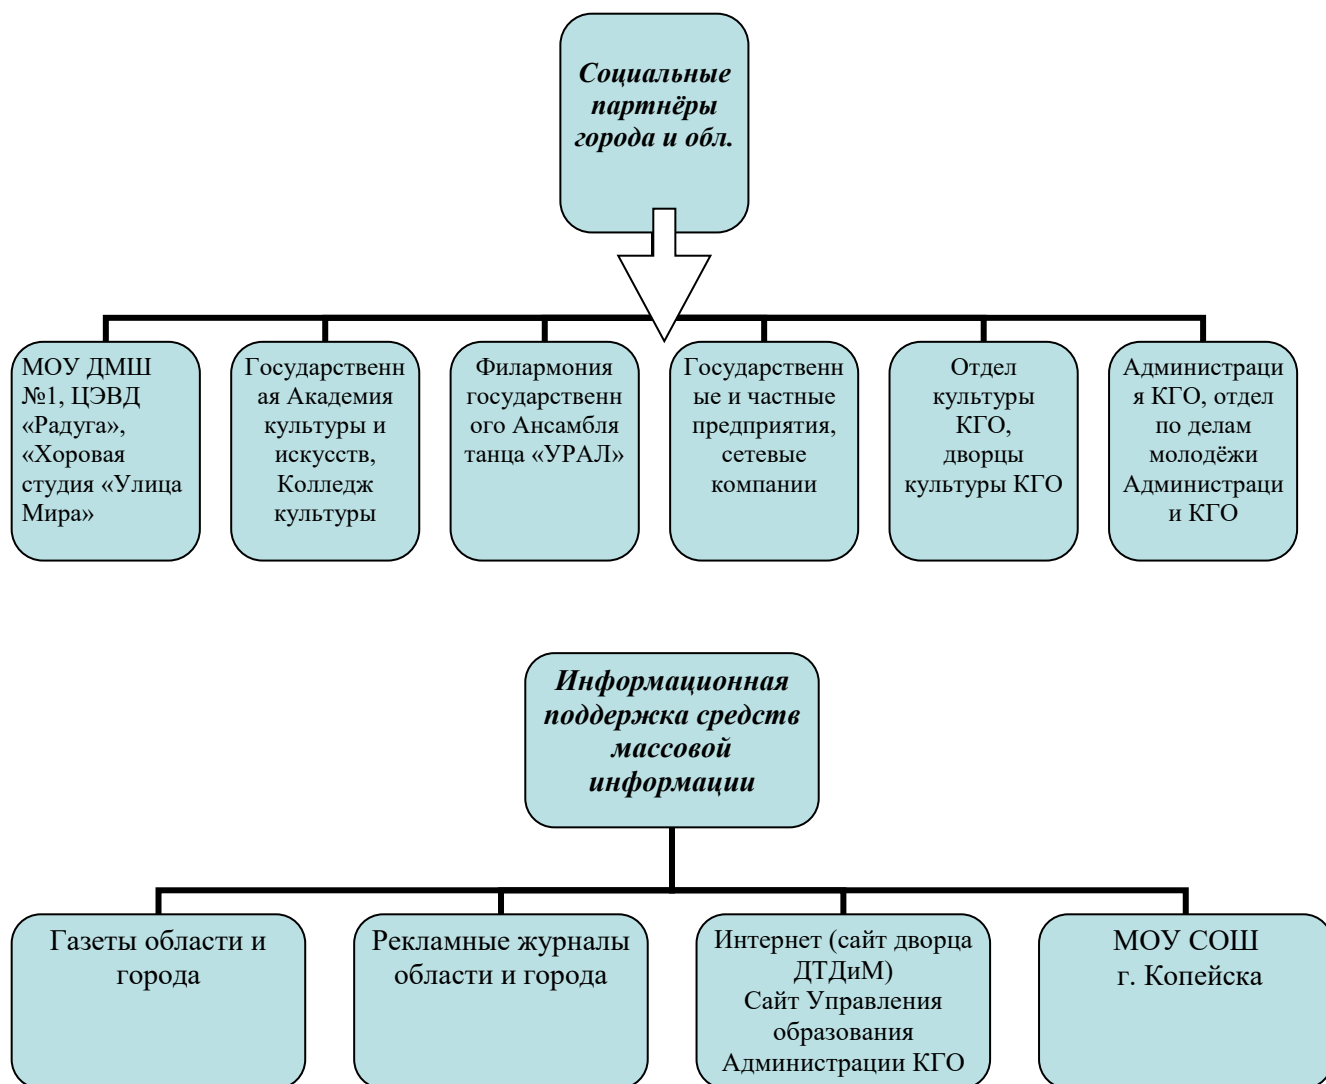 Социальные
партнёры
города и обл.
МОУ ДМШ
№1, ЦЭВД
«Радуга»,
«Хоровая
студия «Улица
Мира»
Государственн
ая Академия
культуры и
искусств,
Колледж
культуры
Филармония
государственн
ого Ансамбля
танца «УРАЛ»
Государственн
ые и частные
предприятия,
сетевые
компании
Отдел
культуры
КГО,
дворцы
культуры КГО
Администраци
я КГО, отдел
по делам
молодёжи
Администраци
и КГО
Информационная
поддержка средств
массовой
информации
Газеты области и
города
Рекламные журналы
области и города
Интернет (сайт дворца
ДТДиМ)
Сайт Управления
образования
Администрации КГО
МОУ СОШ
г. Копейска